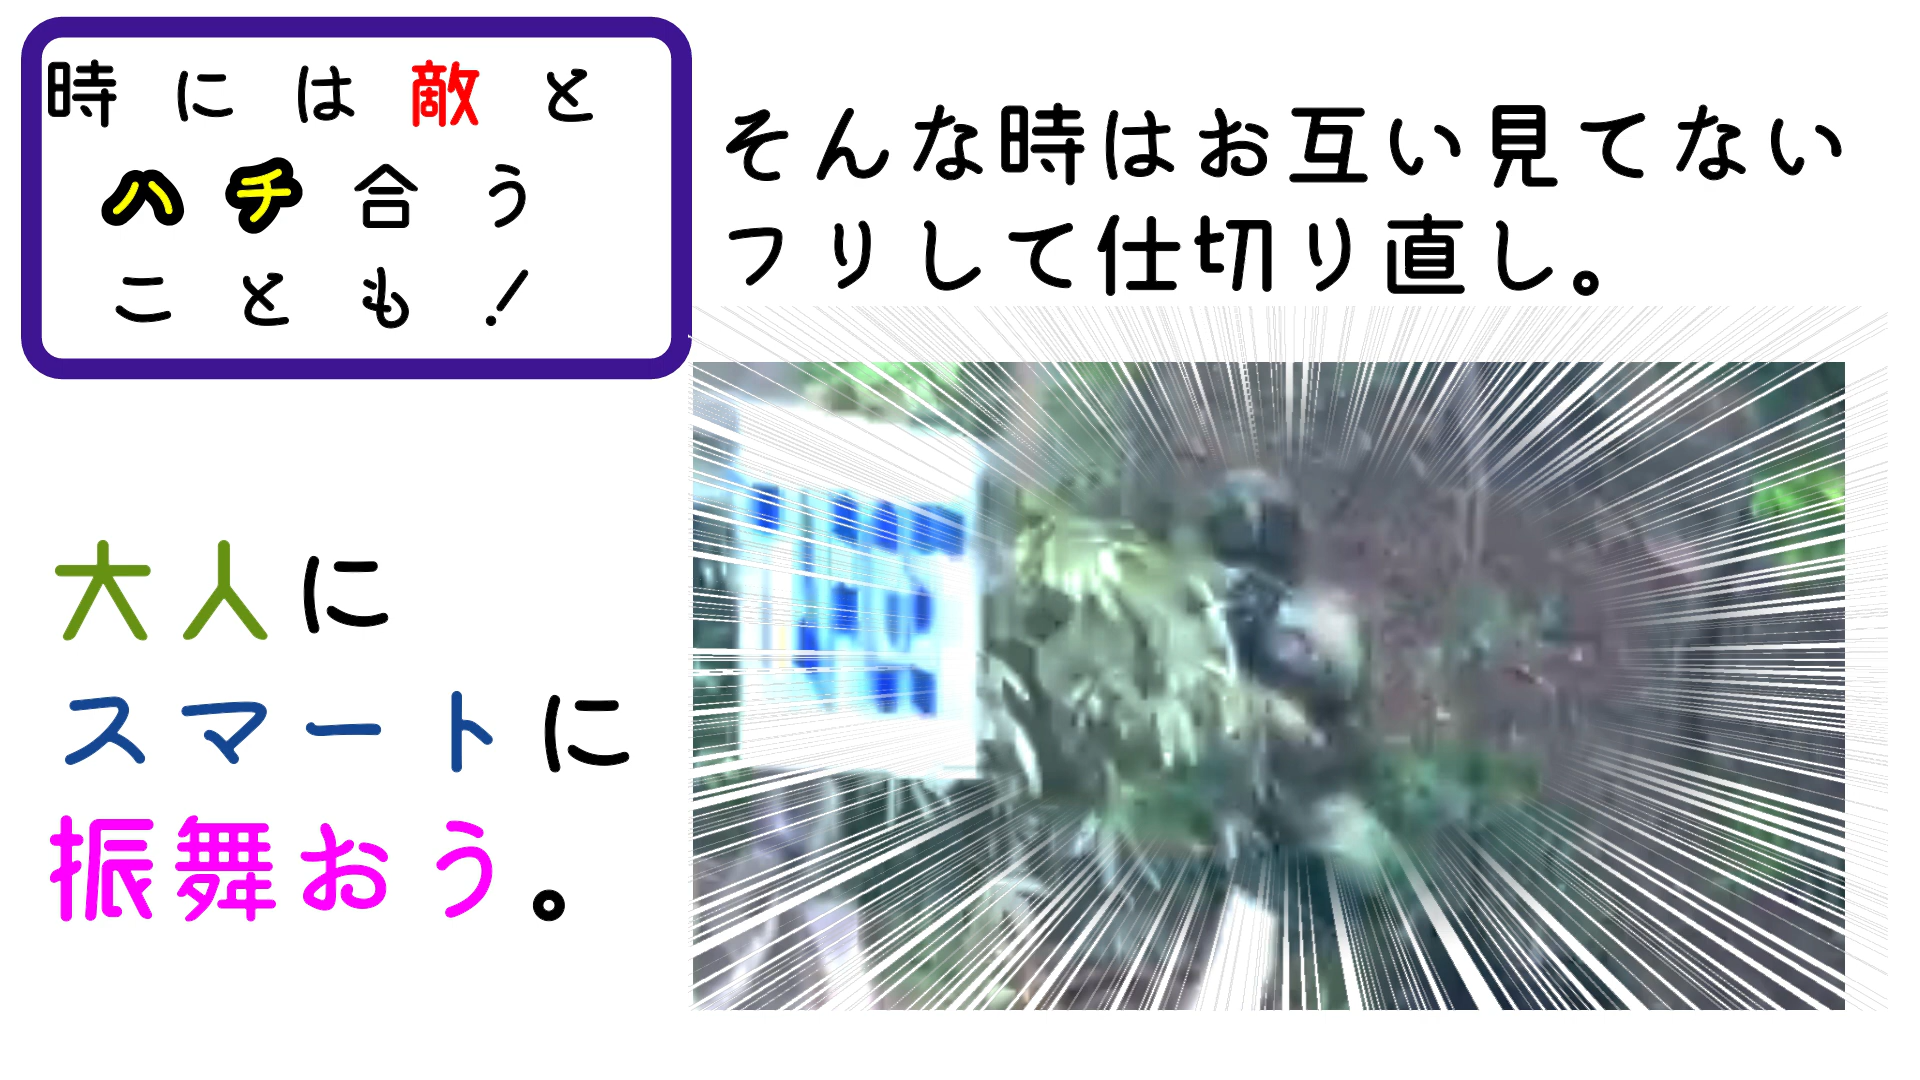 時には敵と
ハチ合う
ことも！
そんな時はお互い見てない
フリして仕切り直し。
大人に
スマートに
振舞おう。